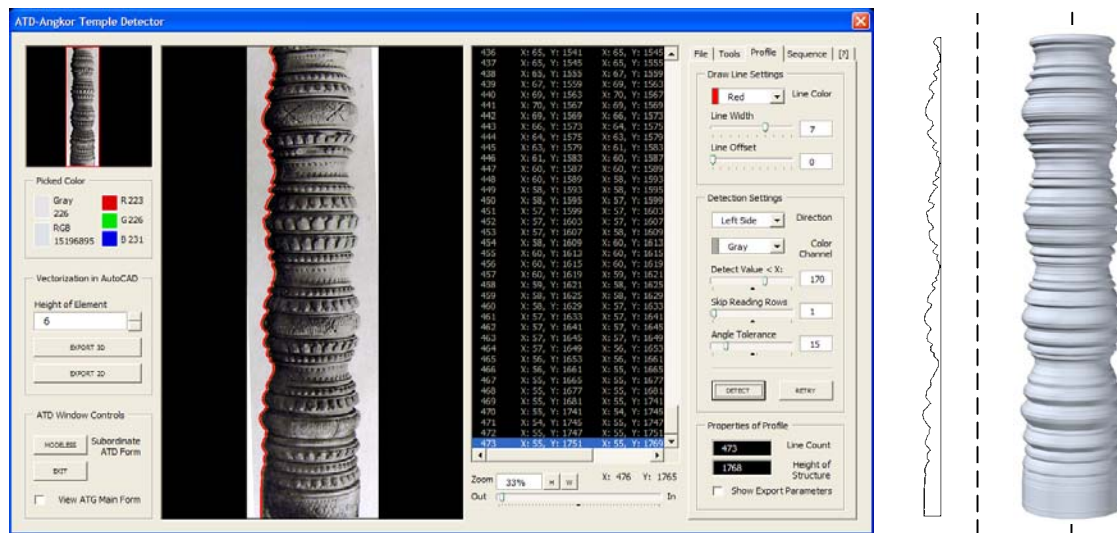 ATD-Angkor Temple Detector
Picked Color
Gray
226
RGB
15196895
R 223
G 226
B 231
Vectorization in AutoCAD
Height of Element
6
EXPORT 3D
EXPORT 2D
ATD Window Controls
MODELESS
Subordinate
ATD Form
EXIT
View ATG Main Form
436 X: 65, Y: 1541 X: 65, Y: 1545
437 X: 65, Y: 1545 X: 65, Y: 1555
438 X: 65, Y: 1555 X: 67, Y: 1559
439 X: 67, Y: 1559 X: 69, Y: 1563
440 X: 69, Y: 1563 X: 70, Y: 1567
441 X: 70, Y: 1567 X: 69, Y: 1569
442 X: 69, Y: 1569 X: 66, Y: 1573
443 X: 66, Y: 1573 X: 64, Y: 1575
444 X: 64, Y: 1575 X: 63, Y: 1579
445 X: 63, Y: 1579 X: 61, Y: 1583
446 X: 61, Y: 1583 X: 60, Y: 1587
447 X: 60, Y: 1587 X: 60, Y: 1589
448 X: 60, Y: 1589 X: 58, Y: 1593
449 X: 58, Y: 1593 X: 58, Y: 1595
450 X: 58, Y: 1595 X: 57, Y: 1599
451 X: 57, Y: 1599 X: 57, Y: 1603
452 X: 57, Y: 1603 X: 57, Y: 1607
453 X: 57, Y: 1607 X: 58, Y: 1609
454 X: 58, Y: 1609 X: 60, Y: 1613
455 X: 60, Y: 1613 X: 60, Y: 1615
456 X: 60, Y: 1615 X: 60, Y: 1619
457 X: 60, Y: 1619 X: 59, Y: 1621
458 X: 59, Y: 1621 X: 58, Y: 1625
459 X: 58, Y: 1625 X: 58, Y: 1629
460 X: 58, Y: 1629 X: 57, Y: 1633
461 X: 57, Y: 1633 X: 57, Y: 1641
462 X: 57, Y: 1641 X: 57, Y: 1645
463 X: 57, Y: 1645 X: 57, Y: 1649
464 X: 57, Y: 1649 X: 56, Y: 1653
465 X: 56, Y: 1653 X: 56, Y: 1661
466 X: 56, Y: 1661 X: 55, Y: 1665
467 X: 55, Y: 1665 X: 55, Y: 1677
468 X: 55, Y: 1677 X: 55, Y: 1681
469 X: 55, Y: 1681 X: 55, Y: 1741
470 X: 55, Y: 1741 X: 54, Y: 1745
471 X: 54, Y: 1745 X: 55, Y: 1747
472 X: 55, Y: 1747 X: 55, Y: 1751
473 X: 55, Y: 1751 X: 55, Y: 1769
Zoom 33% H W X: 476 Y: 1765
Out In
File Tools Profile Sequence [?]
Draw Line Settings
Red Line Color
Line Width
7
Line Offset
0
Detection Settings
Left Side Direction
Gray Color
Channel
Detect Value < X:
170
Skip Reading Rows
1
Angle Tolerance
15
DETECT RETRY
Properties of Profile
473 Line Count
1768 Height of
Structure
Show Export Parameters